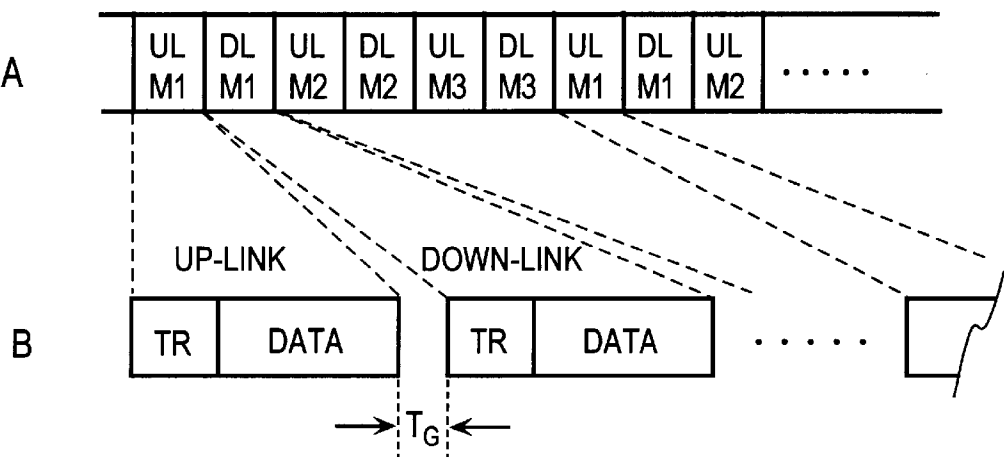 A
UL M1
DL M1
UL M2
DL M2
UL M3
DL M3
UL M1
DL M1
UL M2
.....
UP-LINK
DOWN-LINK
B
TR
DATA
TR
DATA
.....
TG